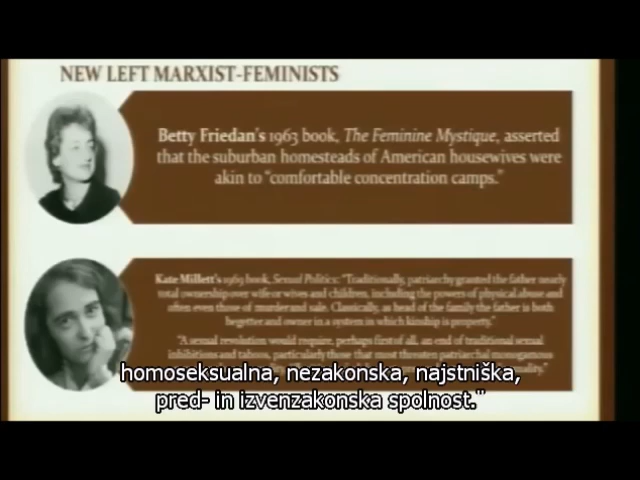 NEW LEFT MARXIST-FEMINISTS
Betty Friedan's 1963 book, The Feminine Mystique, asserted
that the suburban homesteads of American housewives were
akin to "comfortable concentration camps."
Kate Millett's 1969 book, Sexual Politics: "Traditionally, patriarchy granted the father nearly
total ownership over wife or wives and children, including the powers of physical abuse and
often even those of murder and sale. Classically, as head of the family the father is both
begetter and owner in a system in which kinship is property."
"A sexual revolution would require, perhaps first of all, an end of traditional sexual
inhibitions and taboos, particularly those that most threaten patriarchal monogamous
homoseksualna, nezakonska, najstniška,
pred- in izvenzakonska spolnost."